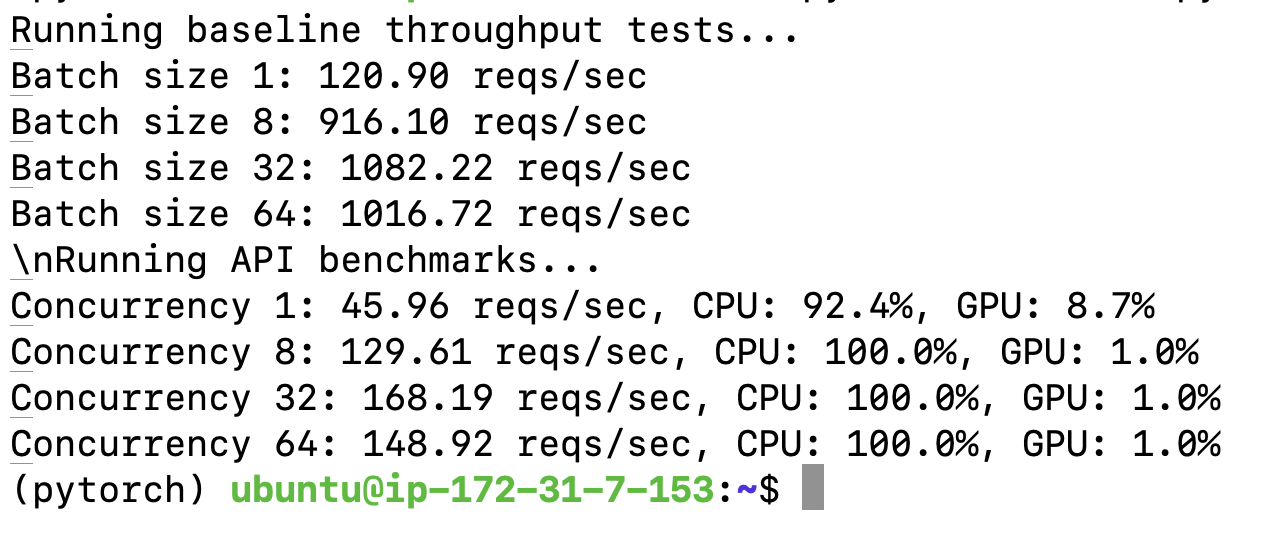 Running baseline throughput tests...
Batch size 1: 120.90 reqs/sec
Batch size 8: 916.10 reqs/sec
Batch size 32: 1082.22 reqs/sec
Batch size 64: 1016.72 reqs/sec
\nRunning API benchmarks...
Concurrency 1: 45.96 reqs/sec, CPU: 92.4%, GPU: 8.7%
Concurrency 8: 129.61 reqs/sec, CPU: 100.0%, GPU: 1.0%
Concurrency 32: 168.19 reqs/sec, CPU: 100.0%, GPU: 1.0%
Concurrency 64: 148.92 reqs/sec, CPU: 100.0%, GPU: 1.0%
(pytorch) ubuntu@ip-172-31-7-153:~$